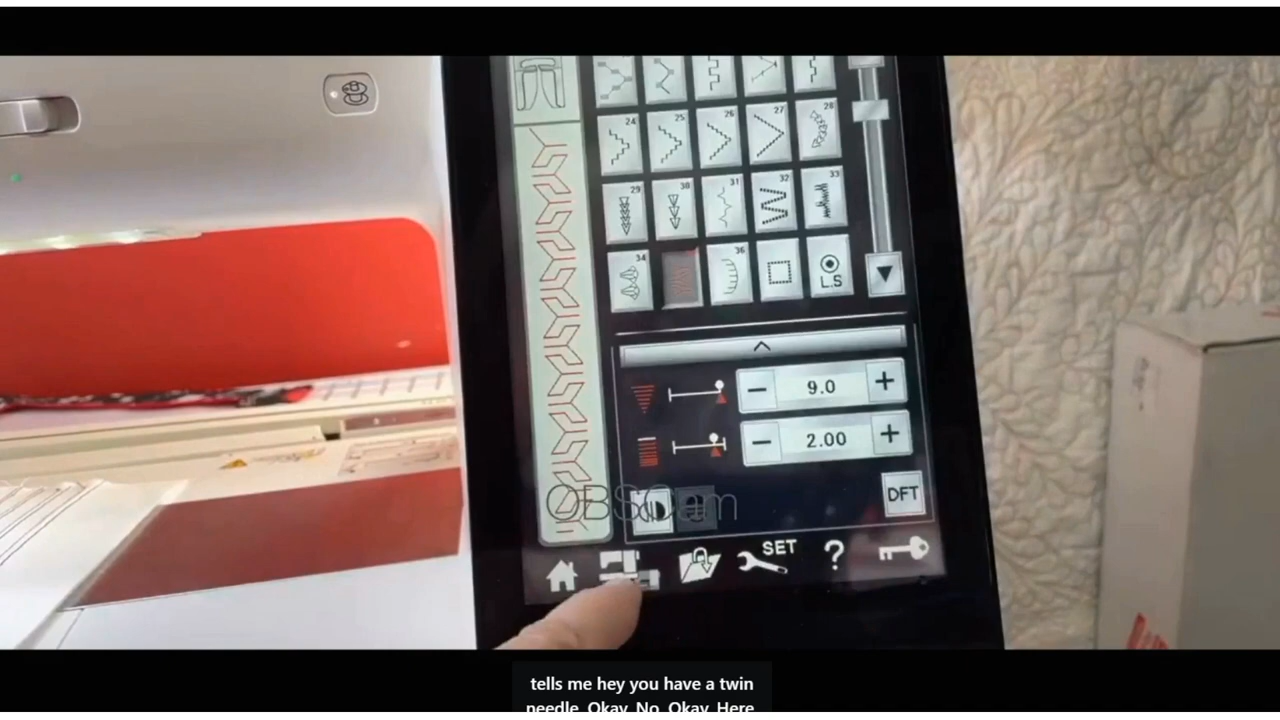 24
25
26
27
28
29
30
31
32
33
34
36
L.S
9.0
2.00
OBSCam
DFT
SET
?
tells me hey you have a twin
needle. Okay. No. Okay. Here